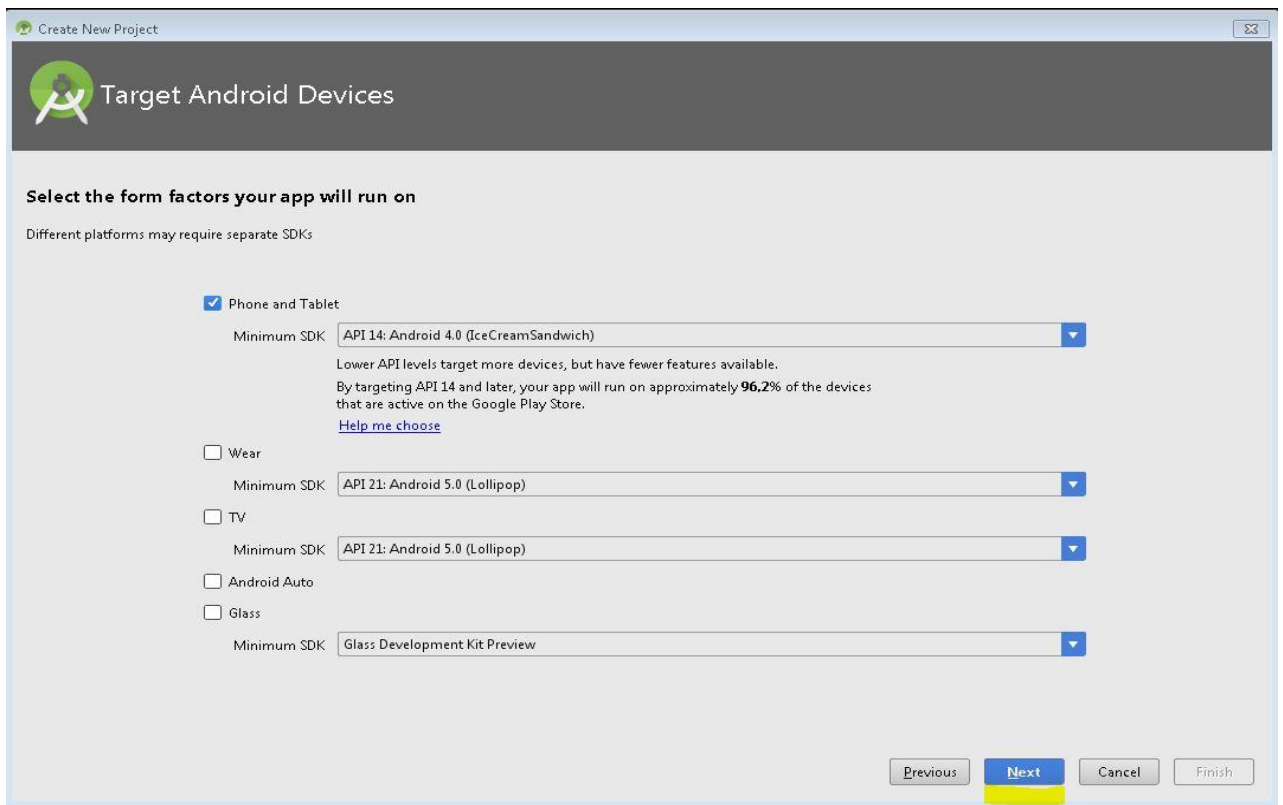 Create New Project
Target Android Devices
Select the form factors your app will run on
Different platforms may require separate SDKs
Phone and Tablet
Minimum SDK API 14: Android 4.0 (IceCreamSandwich)
Lower API levels target more devices, but have fewer features available.
By targeting API 14 and later, your app will run on approximately 96,2% of the devices
that are active on the Google Play Store.
Help me choose
Wear
Minimum SDK API 21: Android 5.0 (Lollipop)
TV
Minimum SDK API 21: Android 5.0 (Lollipop)
Android Auto
Glass
Minimum SDK Glass Development Kit Preview
Previous Next Cancel Finish